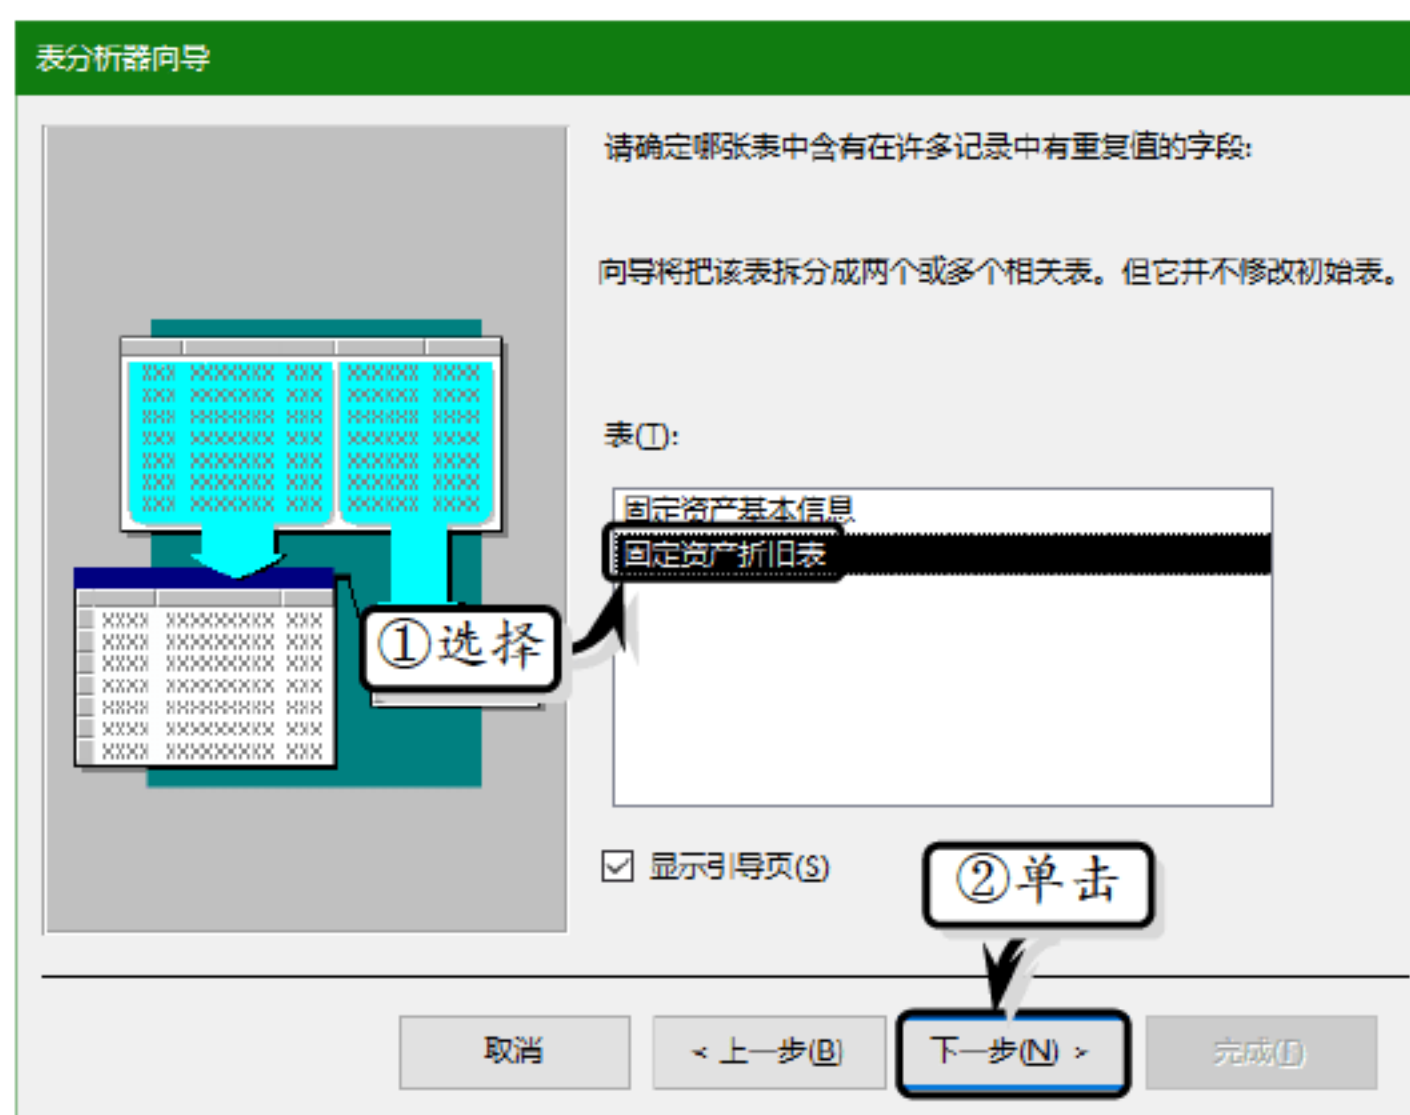 表分析器向导
请确定哪张表中含有在许多记录中有重复值的字段:
向导将把该表拆分成两个或多个相关表。但它并不修改初始表。
表(T):
固定资产基本信息
固定资产折旧表
①选择
显示引导页(S)
②单击
取消
< 上一步(B)
下一步(N) >
完成(F)